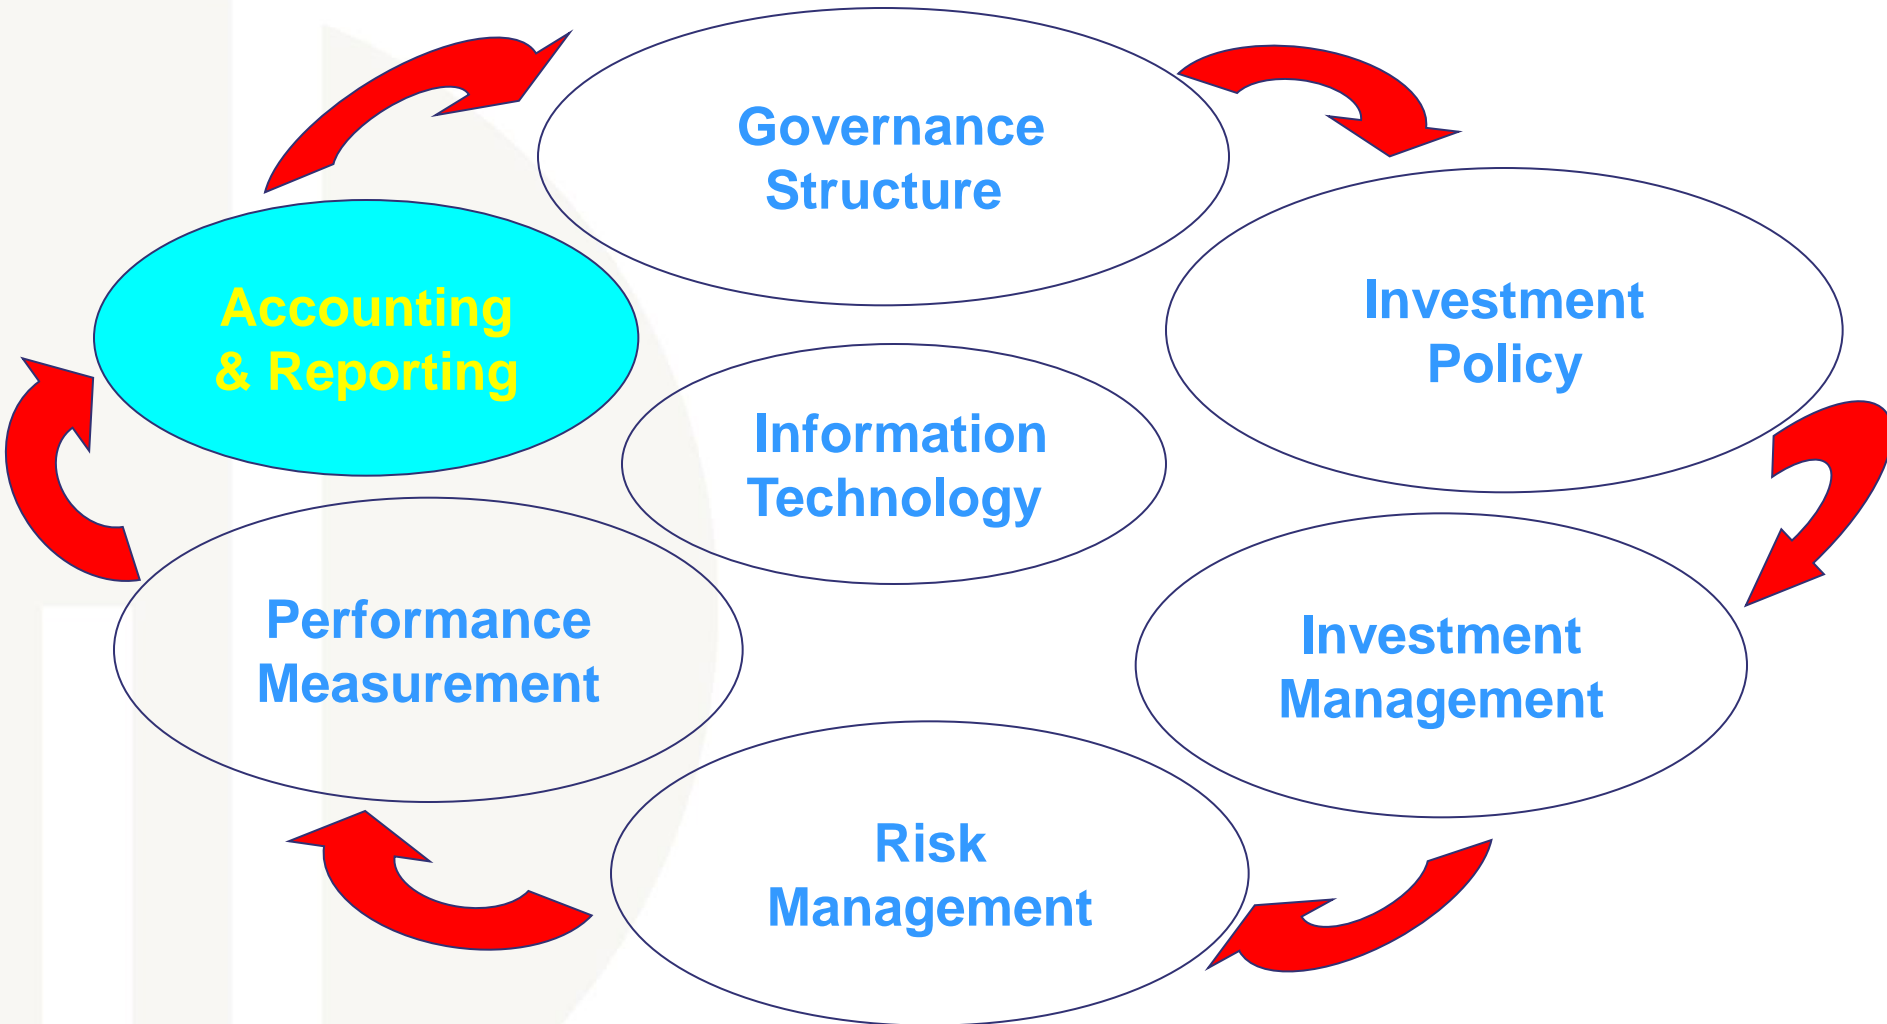 Governance
Structure
Accounting
& Reporting
Investment
Policy
Information
Technology
Performance
Measurement
Investment
Management
Risk
Management